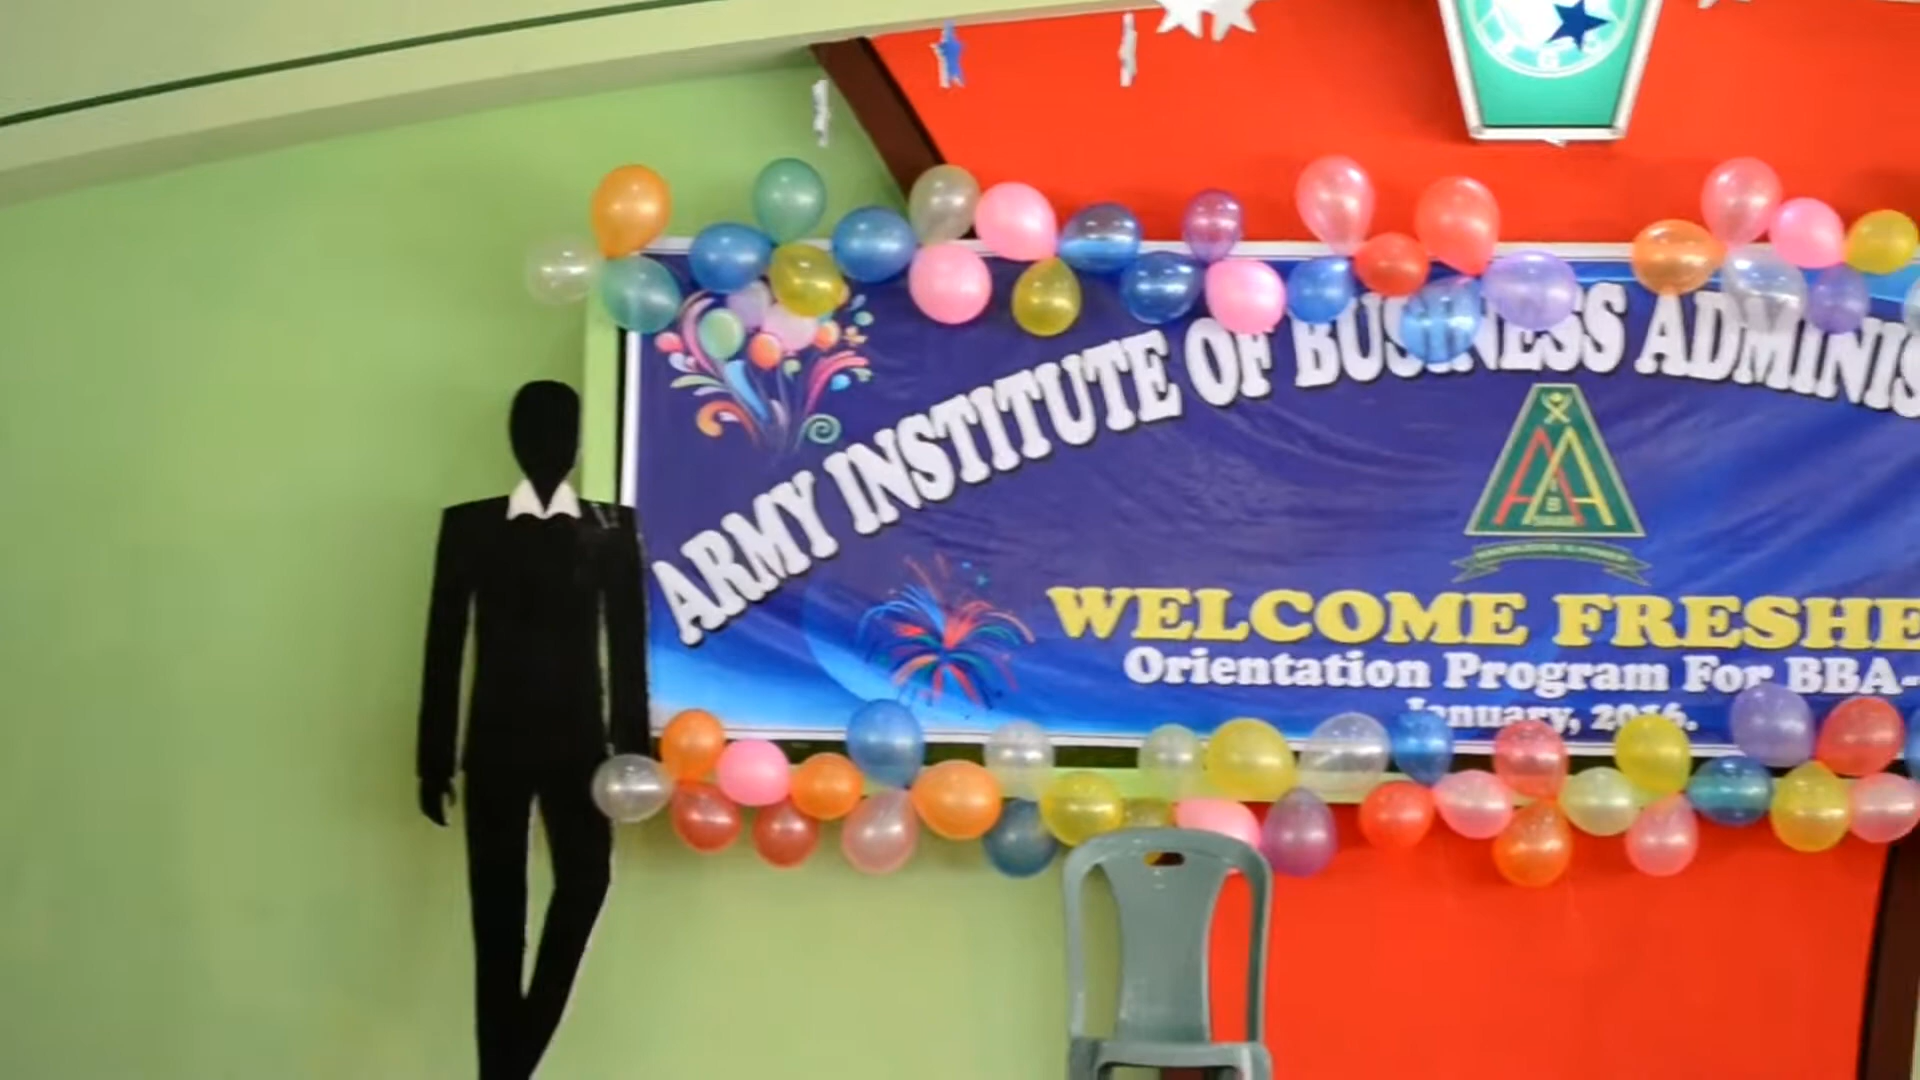 ARMY INSTITUTE OF BUSINESS ADMINIS
WELCOME FRESHE
Orientation Program For BBA-
January, 2016.